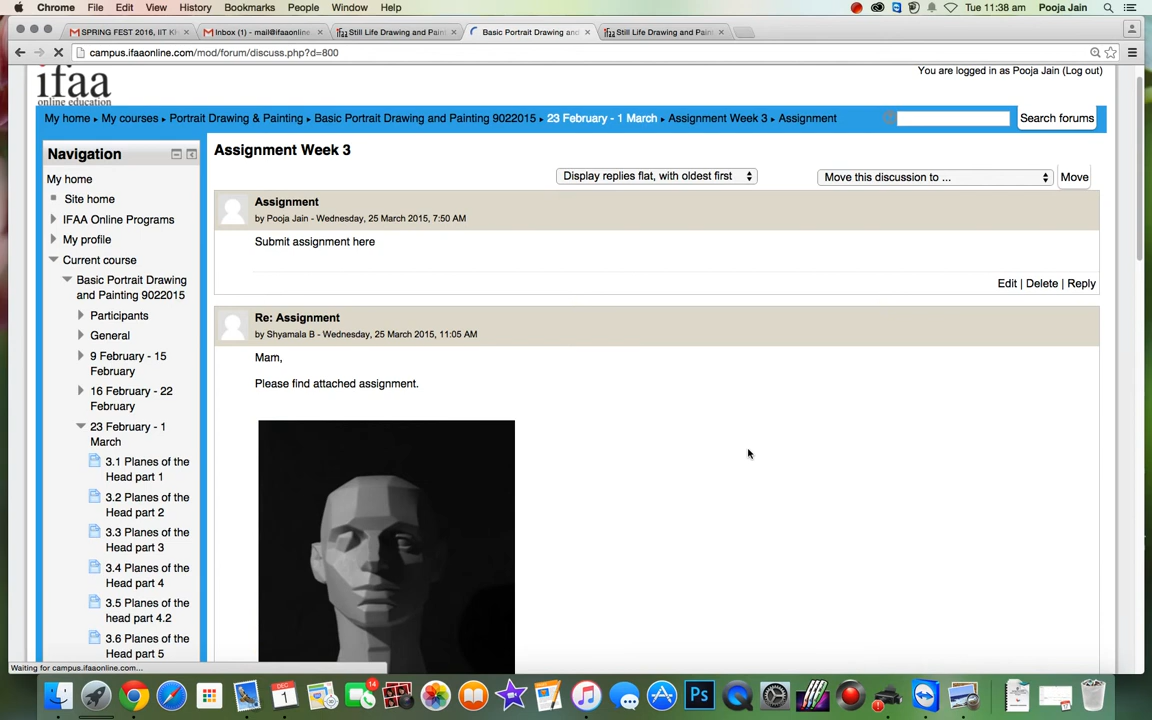 Chrome File Edit View History Bookmarks People Window Help Tue 11:38 am Pooja Jain
SPRING FEST 2016, IIT Inbox (1) - mail@ifaaonline Still Life Drawing and Pain Basic Portrait Drawing an Still Life Drawing and Pain
campus.ifaaonline.com/mod/forum/discuss.php?d=800
ifaa
online education
You are logged in as Pooja Jain (Log out)
My home ▸ My courses ▸ Portrait Drawing & Painting ▸ Basic Portrait Drawing and Painting 9022015 ▸ 23 February - 1 March ▸ Assignment Week 3 ▸ Assignment
Search forums
Navigation
My home
Site home
IFAA Online Programs
My profile
Current course
Basic Portrait Drawing
and Painting 9022015
Participants
General
9 February - 15
February
16 February - 22
February
23 February - 1
March
3.1 Planes of the
Head part 1
3.2 Planes of the
Head part 2
3.3 Planes of the
Head part 3
3.4 Planes of the
Head part 4
3.5 Planes of the
head part 4.2
3.6 Planes of the
Head part 5
Assignment Week 3
Display replies flat, with oldest first
Move this discussion to ...
Move
Assignment
by Pooja Jain - Wednesday, 25 March 2015, 7:50 AM
Submit assignment here
Edit | Delete | Reply
Re: Assignment
by Shyamala B - Wednesday, 25 March 2015, 11:05 AM
Mam,
Please find attached assignment.
Waiting for campus.ifaaonline.com...
DEC
1
14
Ps